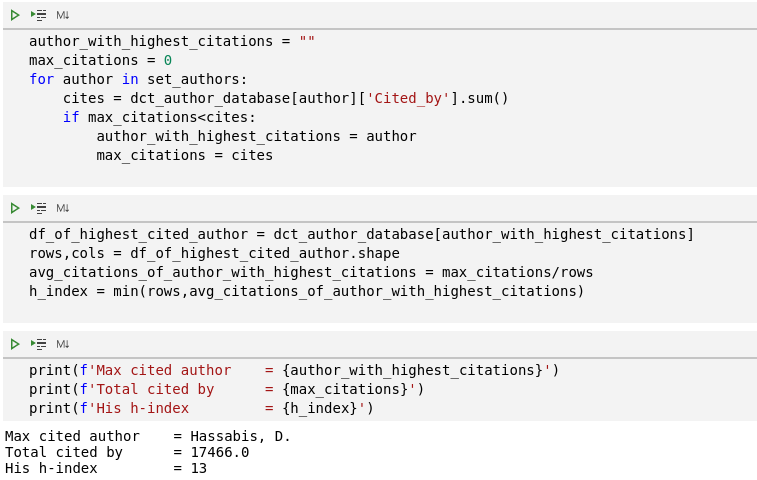 M↓
author_with_highest_citations = ""
max_citations = 0
for author in set_authors:
    cites = dct_author_database[author]['Cited_by'].sum()
    if max_citations<cites:
        author_with_highest_citations = author
        max_citations = cites
M↓
df_of_highest_cited_author = dct_author_database[author_with_highest_citations]
rows,cols = df_of_highest_cited_author.shape
avg_citations_of_author_with_highest_citations = max_citations/rows
h_index = min(rows,avg_citations_of_author_with_highest_citations)
M↓
print(f'Max cited author    = {author_with_highest_citations}')
print(f'Total cited by      = {max_citations}')
print(f'His h-index         = {h_index}')
Max cited author    = Hassabis, D.
Total cited by      = 17466.0
His h-index         = 13